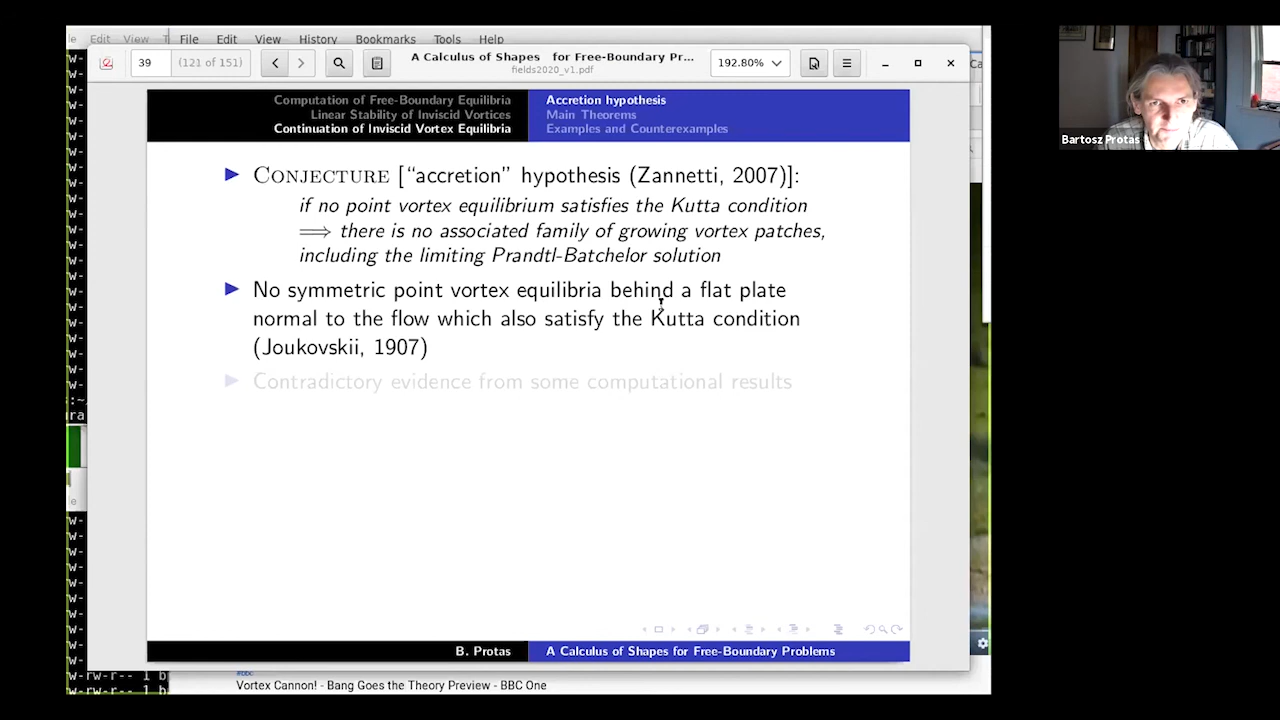 Edit View T File Edit View History Bookmarks Tools Help
39 (121 of 151) A Calculus of Shapes for Free-Boundary Pr... 192.80%
fields2020_v1.pdf
Computation of Free-Boundary Equilibria
Linear Stability of Inviscid Vortices
Continuation of Inviscid Vortex Equilibria
Accretion hypothesis
Main Theorems
Examples and Counterexamples
CONJECTURE [“accretion” hypothesis (Zannetti, 2007)]:
if no point vortex equilibrium satisfies the Kutta condition
⟹ there is no associated family of growing vortex patches,
including the limiting Prandtl-Batchelor solution
No symmetric point vortex equilibria behind a flat plate
normal to the flow which also satisfy the Kutta condition
(Joukovskii, 1907)
Contradictory evidence from some computational results
B. Protas A Calculus of Shapes for Free-Boundary Problems
w-rw-r-- 1 b
Vortex Cannon! - Bang Goes the Theory Preview - BBC One
Bartosz Protas